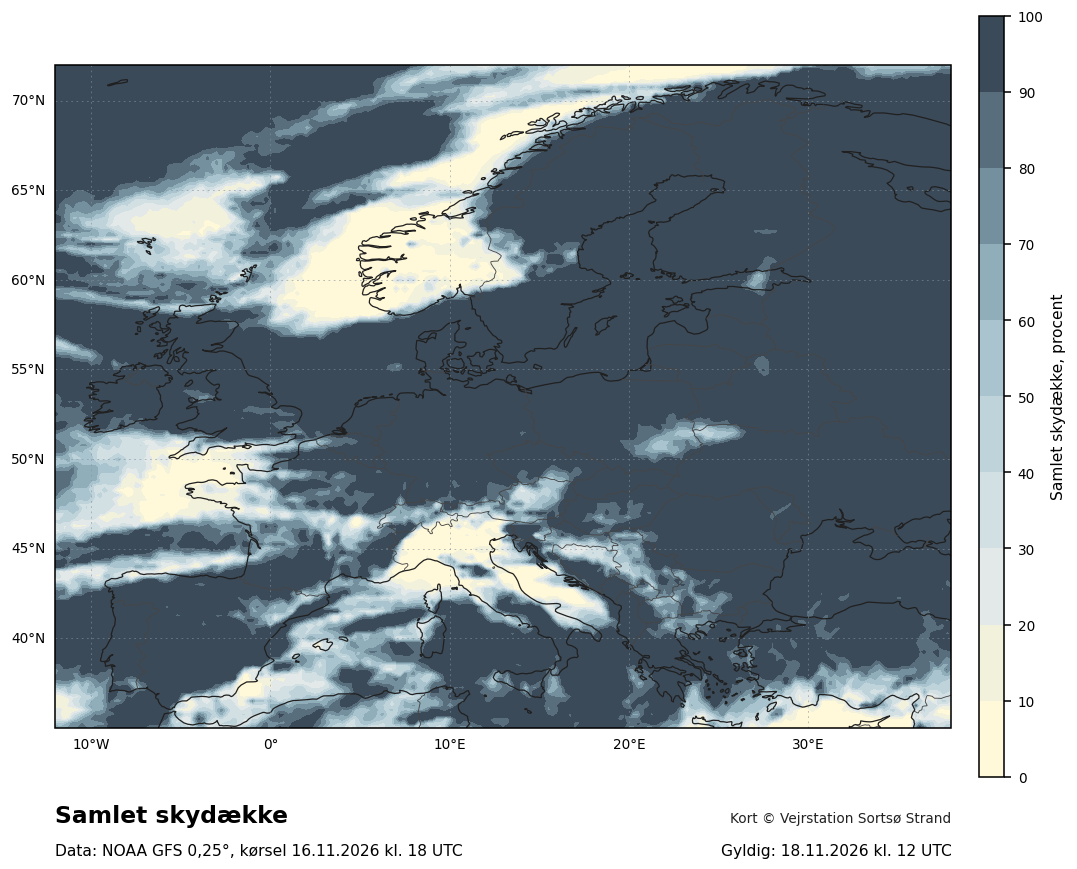 70°N
65°N
60°N
55°N
50°N
45°N
40°N
10°W
0°
10°E
20°E
30°E
100
90
80
70
60
50
40
30
20
10
0
Samlet skydække, procent
Samlet skydække
Kort © Vejrstation Sortsø Strand
Data: NOAA GFS 0,25°, kørsel 16.11.2026 kl. 18 UTC
Gyldig: 18.11.2026 kl. 12 UTC